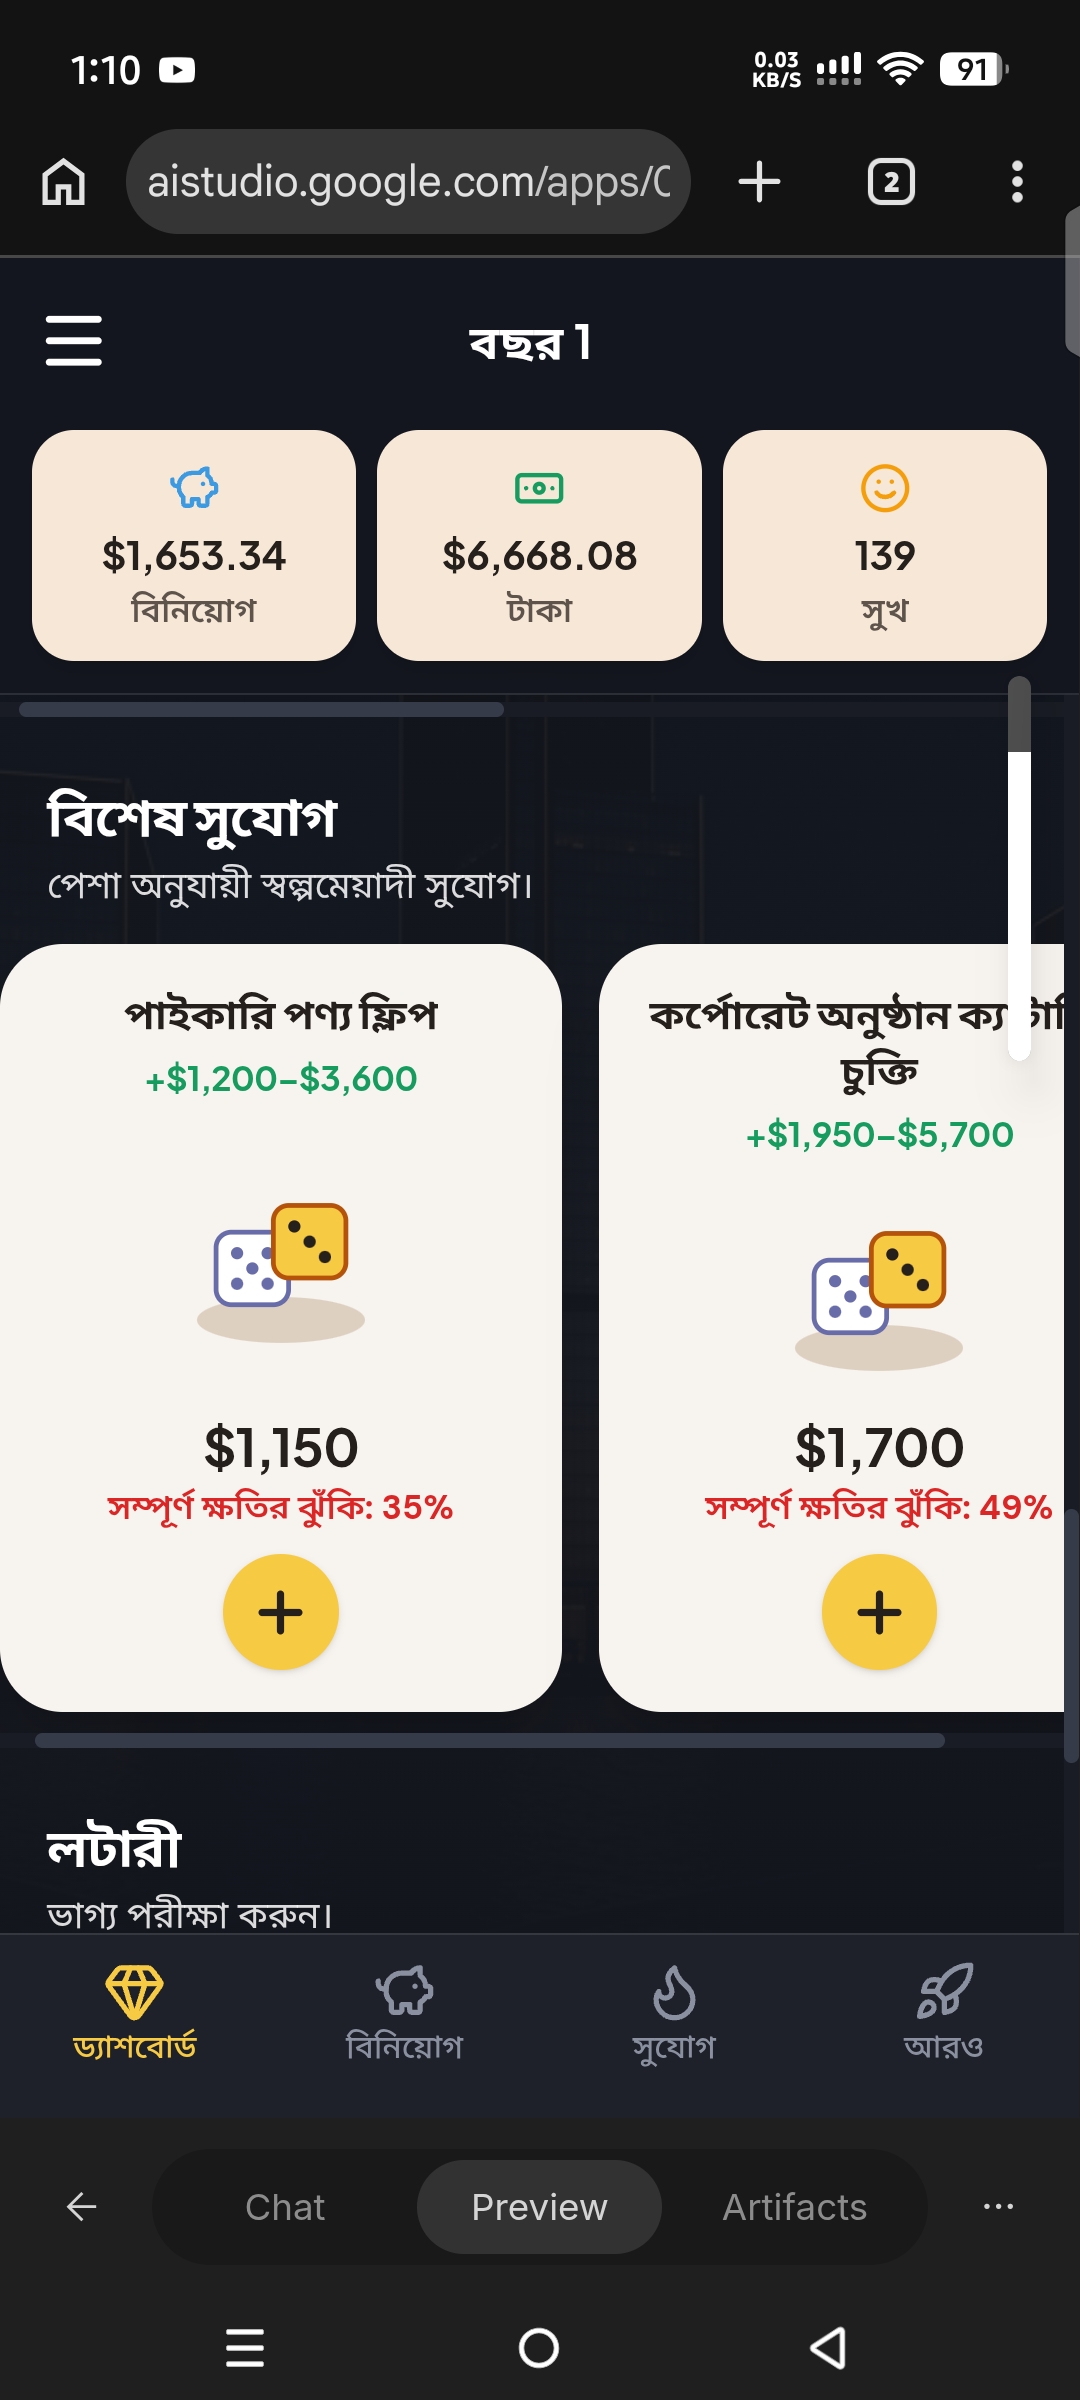 1:10
0.03
KB/S
91
aistudio.google.com/apps/
2
বছর 1
$1,653.34
বিনিয়োগ
$6,668.08
টাকা
139
সুখ
বিশেষ সুযোগ
পেশা অনুযায়ী স্বল্পমেয়াদী সুযোগ।
পাইকারি পণ্য ফ্লিপ
+$1,200–$3,600
$1,150
সম্পূর্ণ ক্ষতির ঝুঁকি: 35%
কর্পোরেট অনুষ্ঠান
চুক্তি
+$1,950–$5,700
$1,700
সম্পূর্ণ ক্ষতির ঝুঁকি: 49%
লটারী
ভাগ্য পরীক্ষা করুন।
ড্যাশবোর্ড
বিনিয়োগ
সুযোগ
আরও
Chat
Preview
Artifacts